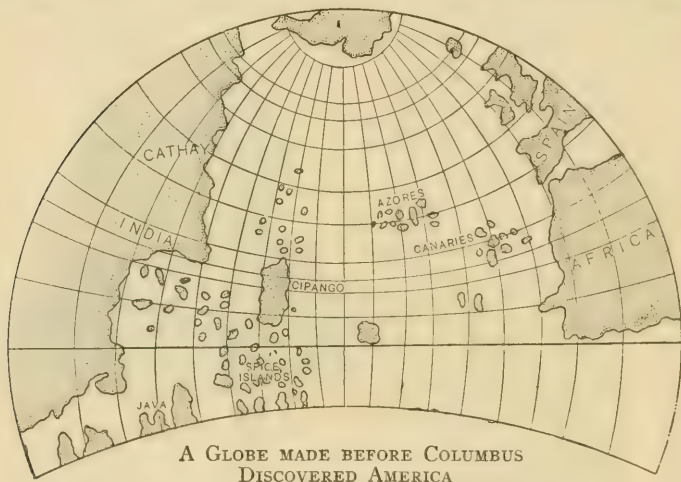 CATHAY
SPAIN
AZORES
INDIA
CANARIES
AFRICA
CIPANGO
SPICE
ISLANDS
JAVA
A GLOBE MADE BEFORE COLUMBUS
DISCOVERED AMERICA